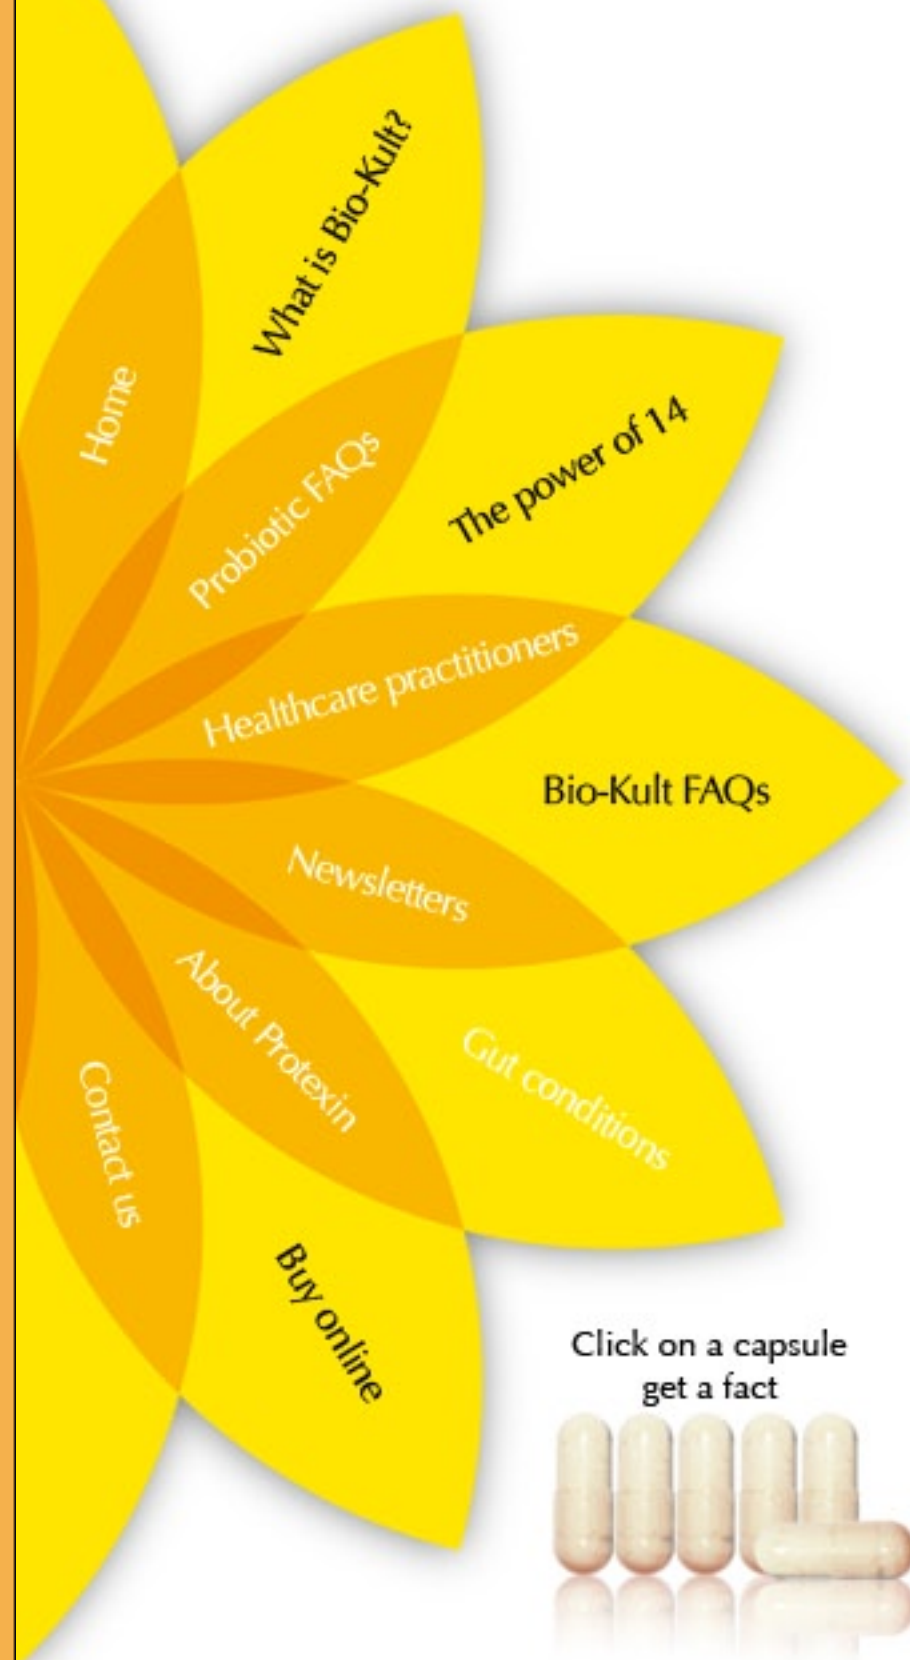 What is Bio-Kult?
Home
The power of 14
Probiotic FAQs
Healthcare practitioners
Bio-Kult FAQs
Newsletters
About Protexin
Gut conditions
Contact us
Buy online
Click on a capsule
get a fact